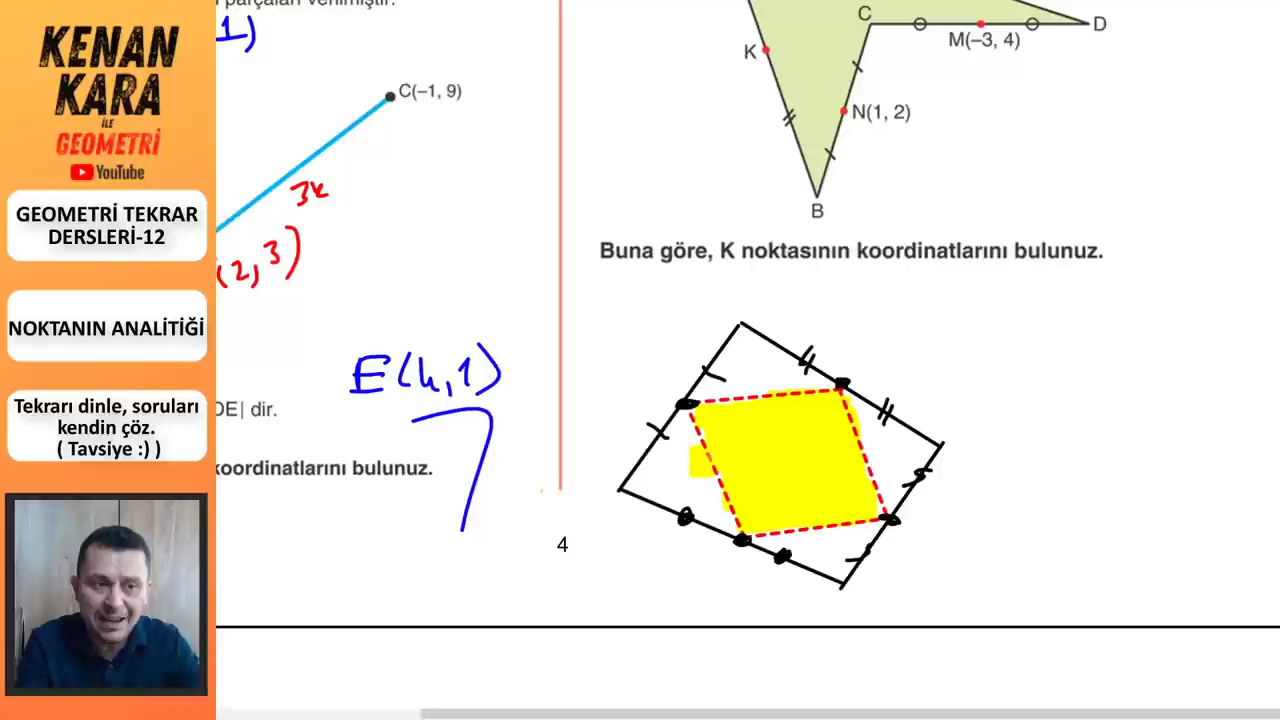 KENAN
KARA
İLE
GEOMETRİ
YouTube
GEOMETRİ TEKRAR
DERSLERİ-12
NOKTANIN ANALİTİĞİ
Tekrarı dinle, soruları
kendin çöz.
( Tavsiye :) )
parçaları verilmiştir.
1)
C(–1, 9)
3k
(2, 3)
E(4,1)
DE| dir.
koordinatlarını bulunuz.
4
C
D
M(–3, 4)
K
N(1, 2)
B
Buna göre, K noktasının koordinatlarını bulunuz.